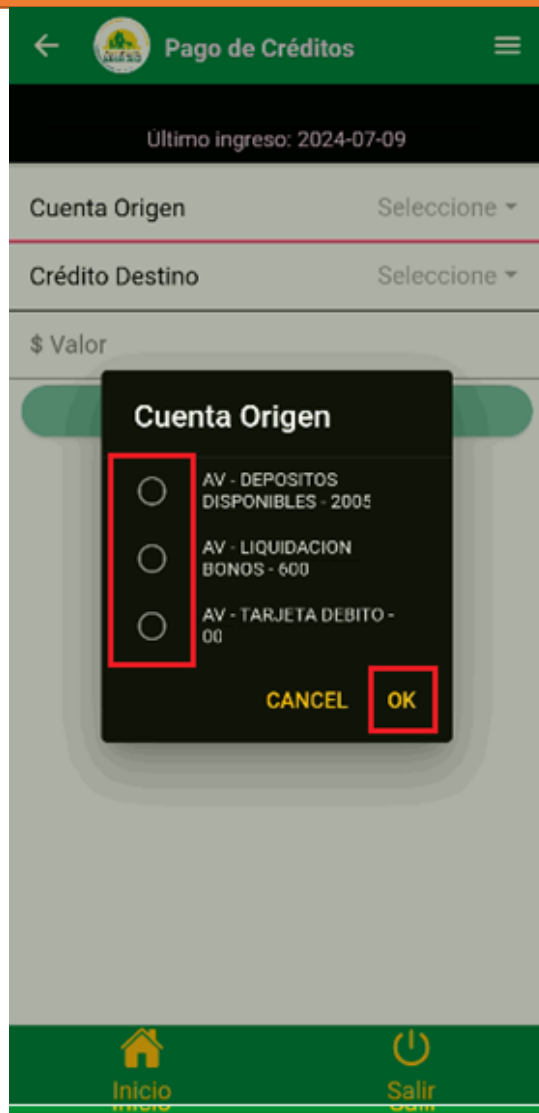 Pago de Créditos
Último ingreso: 2024-07-09
Cuenta Origen Seleccione
Crédito Destino Seleccione
$ Valor
Cuenta Origen
AV - DEPOSITOS
DISPONIBLES - 2005
AV - LIQUIDACION
BONOS - 600
AV - TARJETA DEBITO -
00
CANCEL OK
Inicio Salir